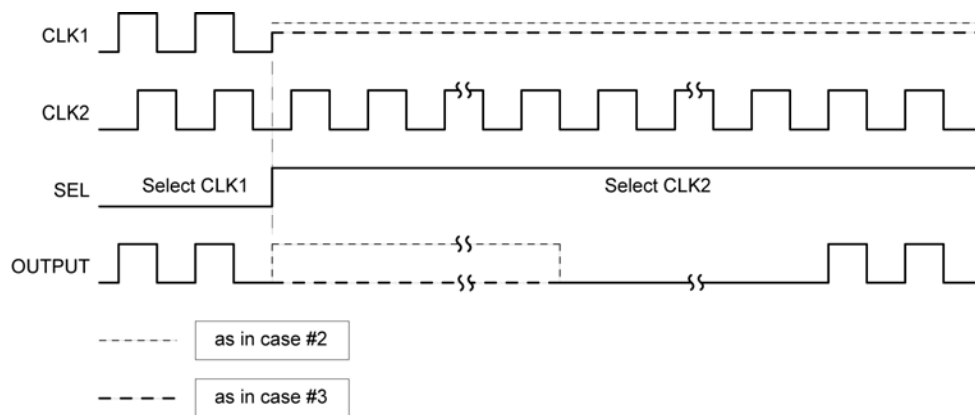 CLK1
CLK2
SEL
Select CLK1
Select CLK2
OUTPUT
as in case #2
as in case #3